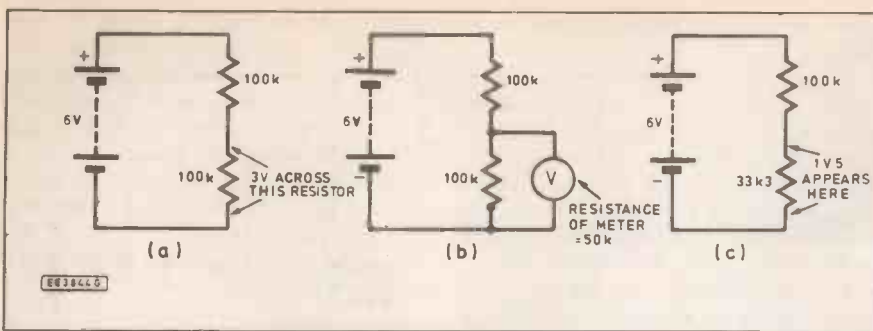 +
6V
100k
100k
3V ACROSS
THIS RESISTOR
(a)
+
6V
-
100k
100k
V
RESISTANCE
OF METER
=50k
(b)
+
6V
-
100k
33k3
1V5
APPEARS
HERE
(c)
EE3844G